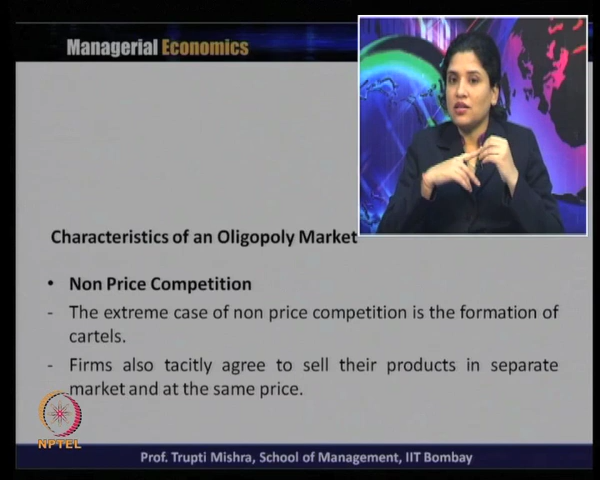 Managerial Economics
Characteristics of an Oligopoly Market
• Non Price Competition
- The extreme case of non price competition is the formation of
cartels.
- Firms also tacitly agree to sell their products in separate
market and at the same price.
NPTEL
Prof. Trupti Mishra, School of Management, IIT Bombay